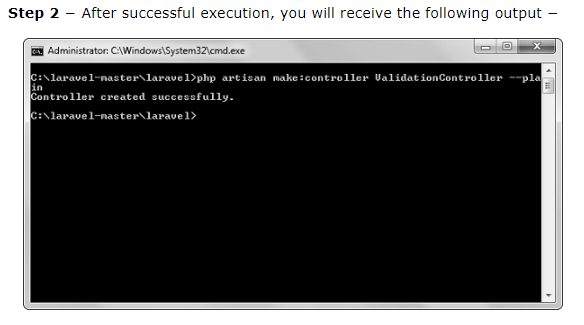 Step 2 − After successful execution, you will receive the following output −
Administrator: C:\Windows\System32\cmd.exe
C:\laravel-master\laravel>php artisan make:controller ValidationController --pla
in
Controller created successfully.
C:\laravel-master\laravel>